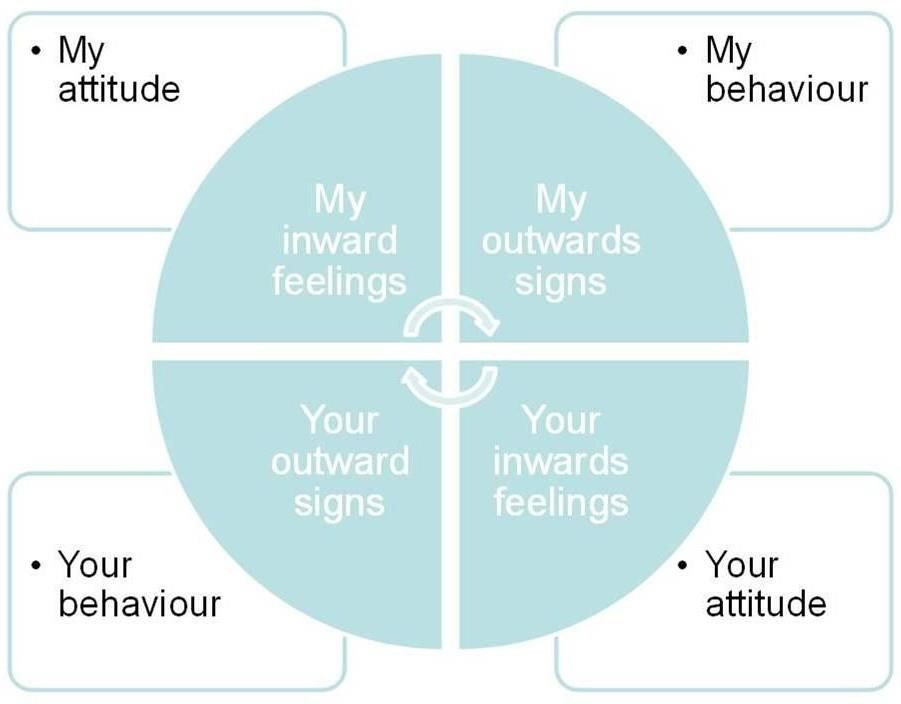 • My
attitude
• My
behaviour
My
inward
feelings
My
outwards
signs
Your
outward
signs
Your
inwards
feelings
• Your
behaviour
• Your
attitude